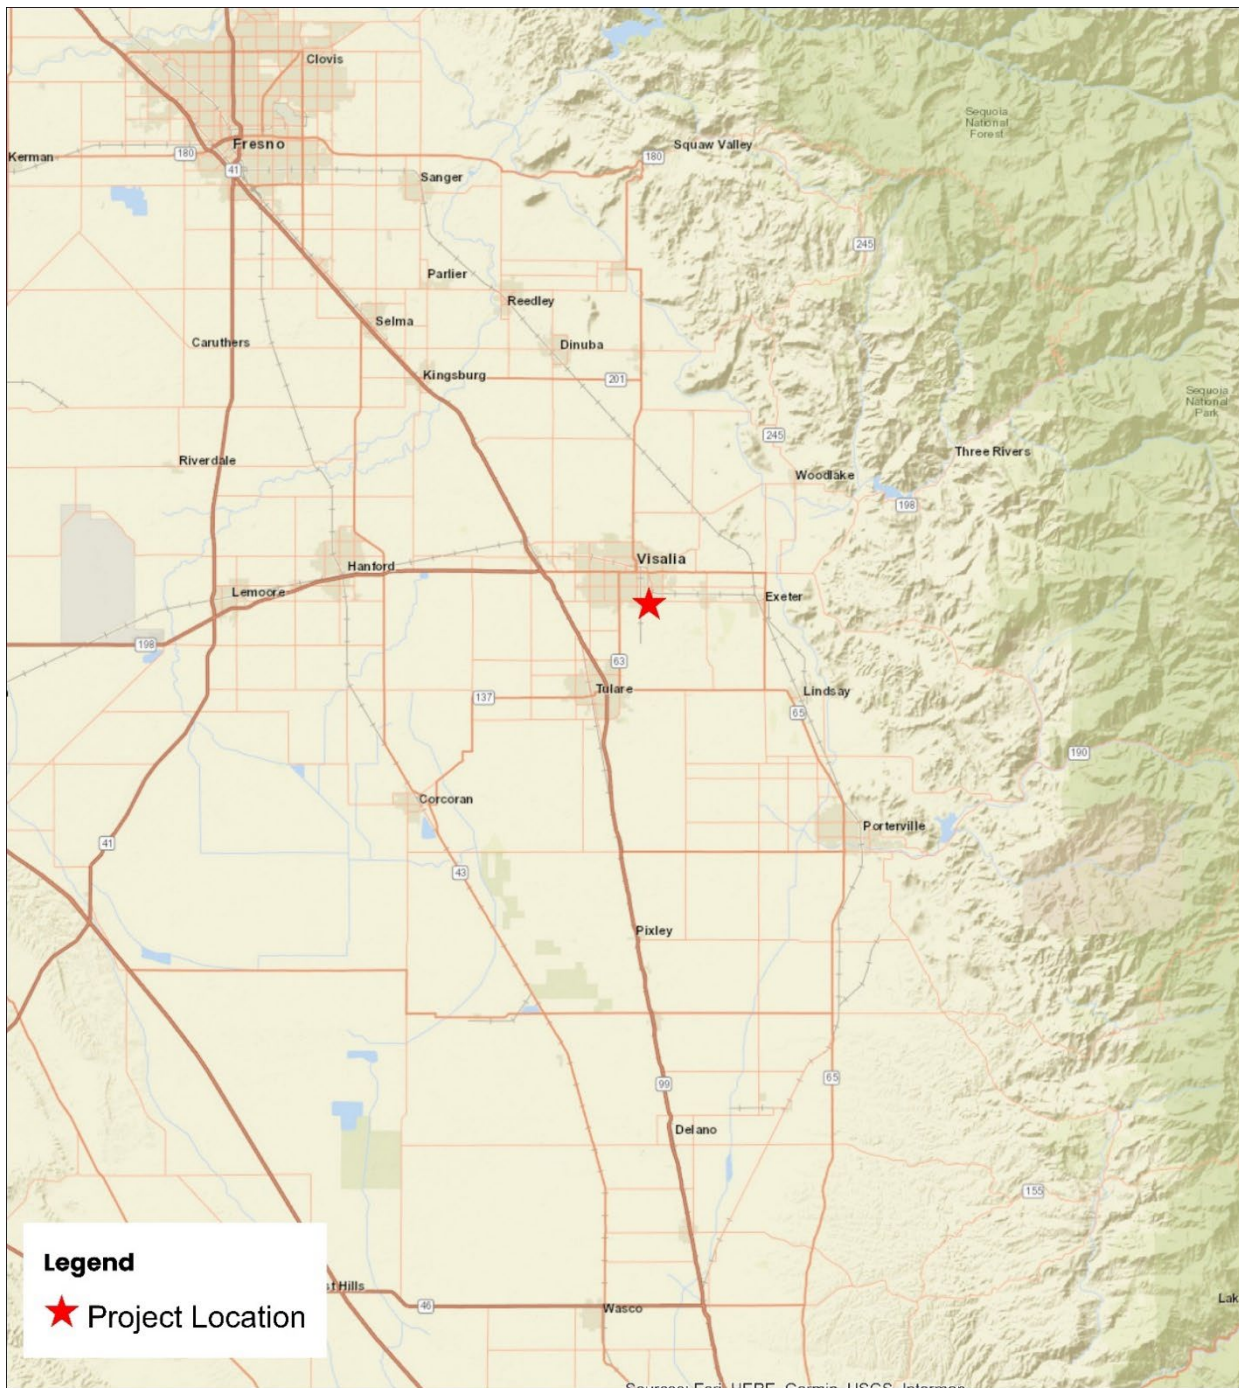 Clovis
Sequoia
National
Forest
Fresno
Squaw Valley
Kerman
180
180
41
Sanger
245
Parlier
Reedley
Selma
Caruthers
Dinuba
Kingsburg
201
Sequoia
National
Park
245
Three Rivers
Riverdale
Woodlake
198
Visalia
Hanford
Lemoore
Exeter
198
63
Tulare
137
Lindsay
65
190
Corcoran
Porterville
41
43
Pixley
99
65
Delano
155
Legend
Project Location
st Hills
46
Wasco
Lak